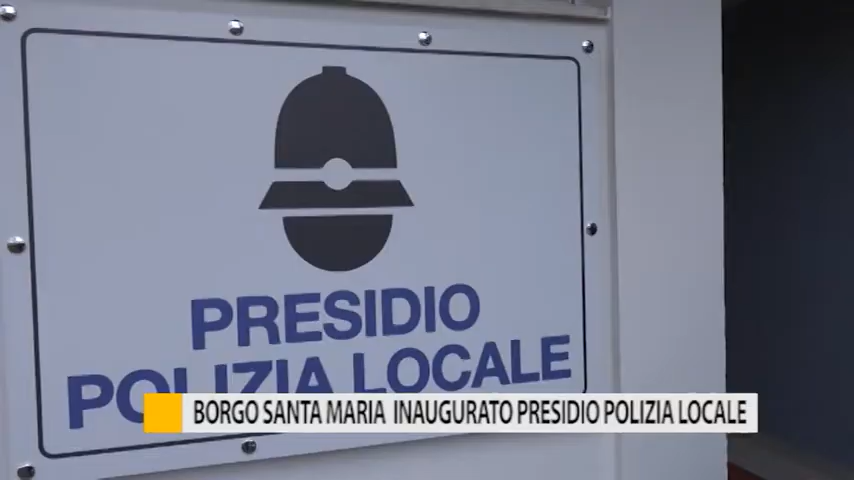 PRESIDIO
POLIZIA LOCALE
BORGO SANTA MARIA INAUGURATO PRESIDIO POLIZIA LOCALE